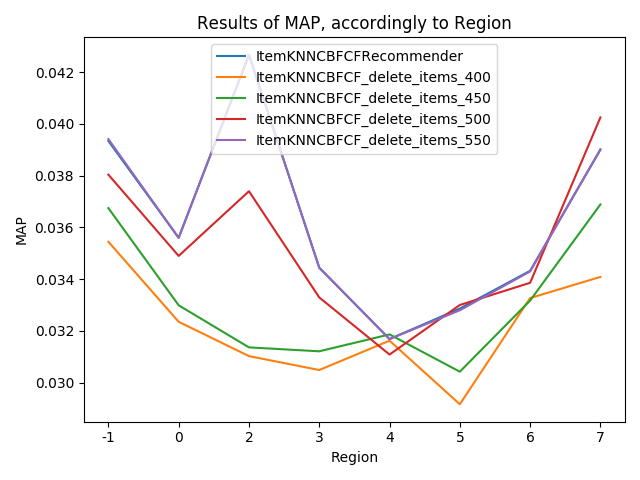 Results of MAP, accordingly to Region
ItemKNNCBFCFRecommender
ItemKNNCBFCF_delete_items_400
ItemKNNCBFCF_delete_items_450
ItemKNNCBFCF_delete_items_500
ItemKNNCBFCF_delete_items_550
MAP
0.042
0.040
0.038
0.036
0.034
0.032
0.030
-1 0 2 3 4 5 6 7
Region